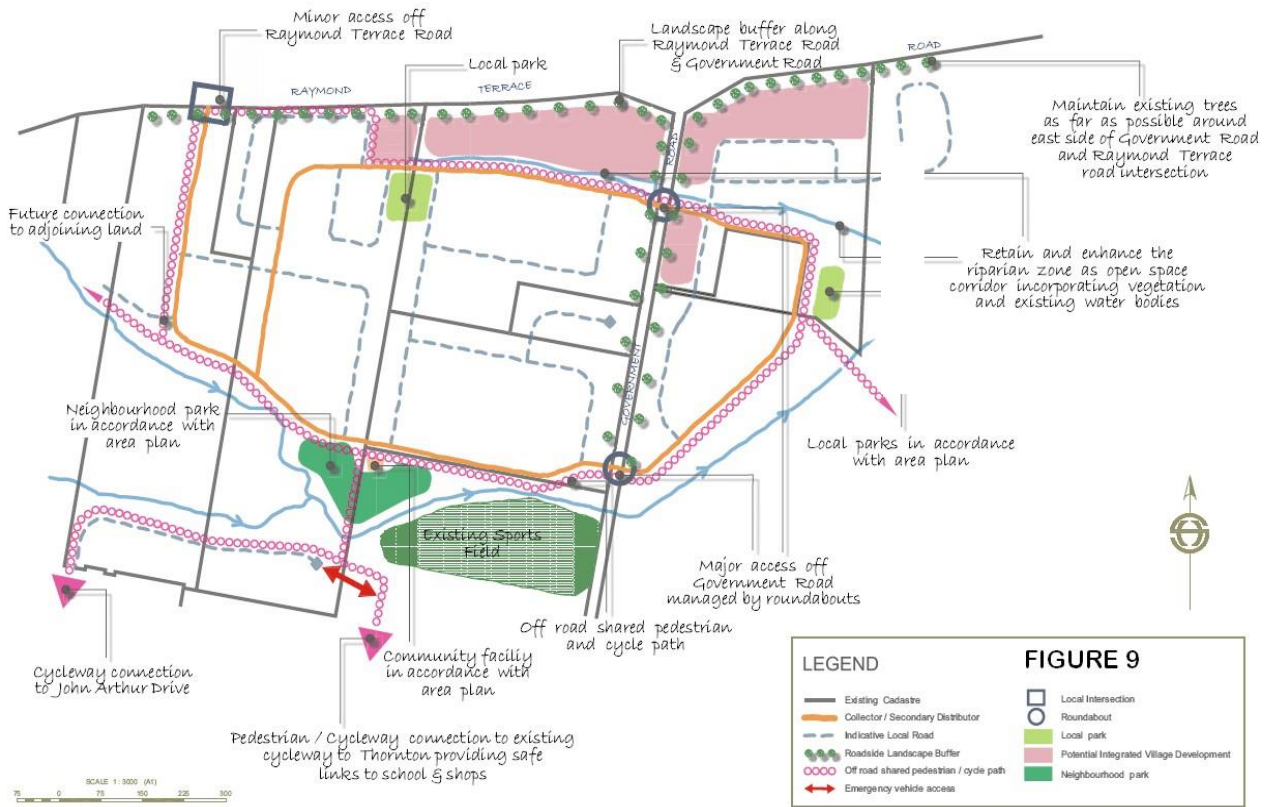 Minor access off
Raymond Terrace Road
Local park
Landscape buffer along
Raymond Terrace Road
& Government Road
ROAD
RAYMOND
TERRACE
ROAD
Maintain existing trees
as far as possible around
east side of Government Road
and Raymond Terrace
road intersection
Future connection
to adjoining land
Retain and enhance the
riparian zone as open space
corridor incorporating vegetation
and existing water bodies
GOVERNMENT
Neighbourhood park
in accordance with
area plan
Local parks in accordance
with area plan
Existing Sports
Field
Major access off
Government Road
managed by roundabouts
Off road shared pedestrian
and cycle path
Cycleway connection
to John Arthur Drive
Community faciliy
in accordance with
area plan
Pedestrian / Cycleway connection to existing
cycleway to Thornton providing safe
links to school & shops
SCALE 1 : 3000 (A1)
75 0 75 150 225 300
LEGEND
FIGURE 9
Existing Cadastre
Collector / Secondary Distributor
Indicative Local Road
Roadside Landscape Buffer
Off road shared pedestrian / cycle path
Emergency vehicle access
Local Intersection
Roundabout
Local park
Potential Integrated Village Development
Neighbourhood park